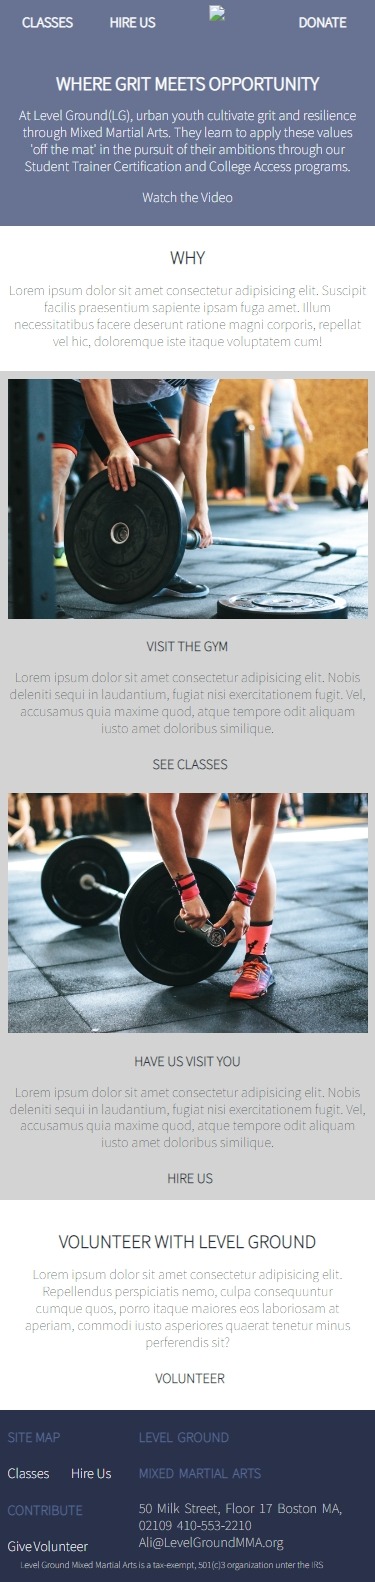 CLASSES HIRE US DONATE
WHERE GRIT MEETS OPPORTUNITY
At Level Ground(LG), urban youth cultivate grit and resilience
through Mixed Martial Arts. They learn to apply these values
'off the mat' in the pursuit of their ambitions through our
Student Trainer Certification and College Access programs.
Watch the Video
WHY
Lorem ipsum dolor sit amet consectetur adipisicing elit. Suscipit
facilis praesentium sapiente ipsam fuga amet. Illum
necessitatibus facere deserunt ratione magni corporis, repellat
vel hic, doloremque iste itaque voluptatem cum!
VISIT THE GYM
Lorem ipsum dolor sit amet consectetur adipisicing elit. Nobis
deleniti sequi in laudantium, fugiat nisi exercitationem fugit. Vel,
accusamus quia maxime quod, atque tempore odit aliquam
iusto amet doloribus similique.
SEE CLASSES
HAVE US VISIT YOU
Lorem ipsum dolor sit amet consectetur adipisicing elit. Nobis
deleniti sequi in laudantium, fugiat nisi exercitationem fugit. Vel,
accusamus quia maxime quod, atque tempore odit aliquam
iusto amet doloribus similique.
HIRE US
VOLUNTEER WITH LEVEL GROUND
Lorem ipsum dolor sit amet consectetur adipisicing elit.
Repellendus perspiciatis nemo, culpa consequuntur
cumque quos, porro itaque maiores eos laboriosam at
aperiam, commodi iusto asperiores quaerat tenetur minus
perferendis sit?
VOLUNTEER
SITE MAP
Classes Hire Us
CONTRIBUTE
Give Volunteer
LEVEL GROUND
MIXED MARTIAL ARTS
50 Milk Street, Floor 17 Boston MA,
02109 410-553-2210
Ali@LevelGroundMMA.org
Level Ground Mixed Martial Arts is a tax-exempt, 501(c)3 organization unter the IRS